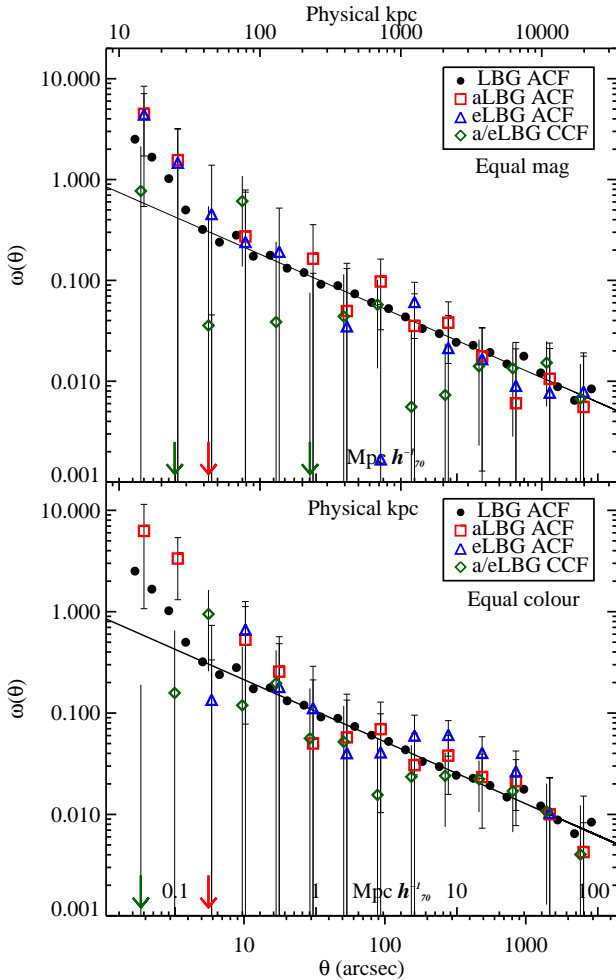 Physical kpc
10 100 1000 10000
10.000
1.000
0.100
0.010
0.001
ω(θ)
LBG ACF
aLBG ACF
eLBG ACF
a/eLBG CCF
Equal mag
Mpc h⁻¹₇₀
Physical kpc
10.000
1.000
0.100
0.010
0.001
ω(θ)
LBG ACF
aLBG ACF
eLBG ACF
a/eLBG CCF
Equal colour
0.1 1 Mpc h⁻¹₇₀ 10 100
10 100 1000
θ (arcsec)